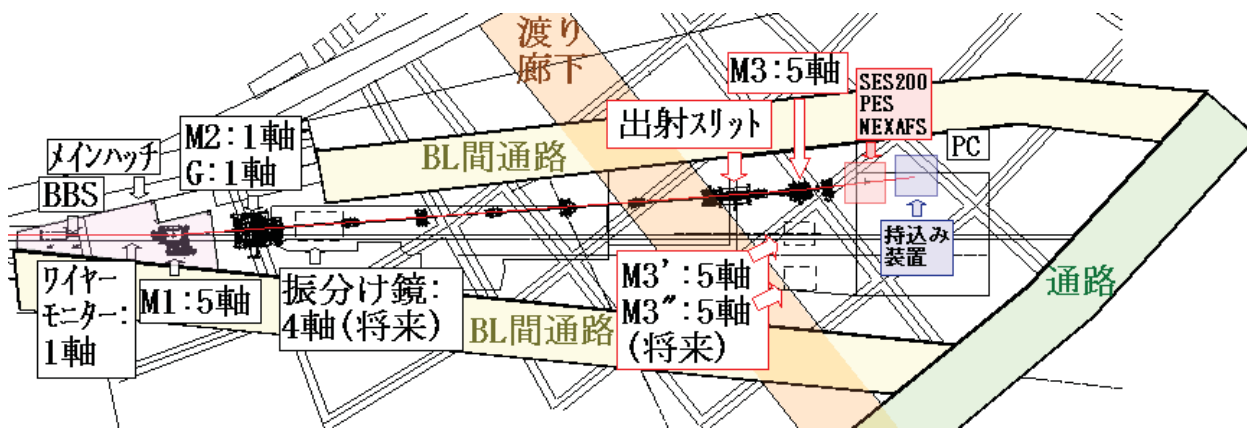 渡り
廊下
M3:5軸
SES200
PES
NEXAFS
出射スリット
PC
M2:1軸
G:1軸
メインハッチ
BL間通路
BBS
持込み
装置
ワイヤー
モニター:
1軸
M1:5軸
振分け鏡:
4軸(将来)
BL間通路
M3':5軸
M3":5軸
(将来)
通路